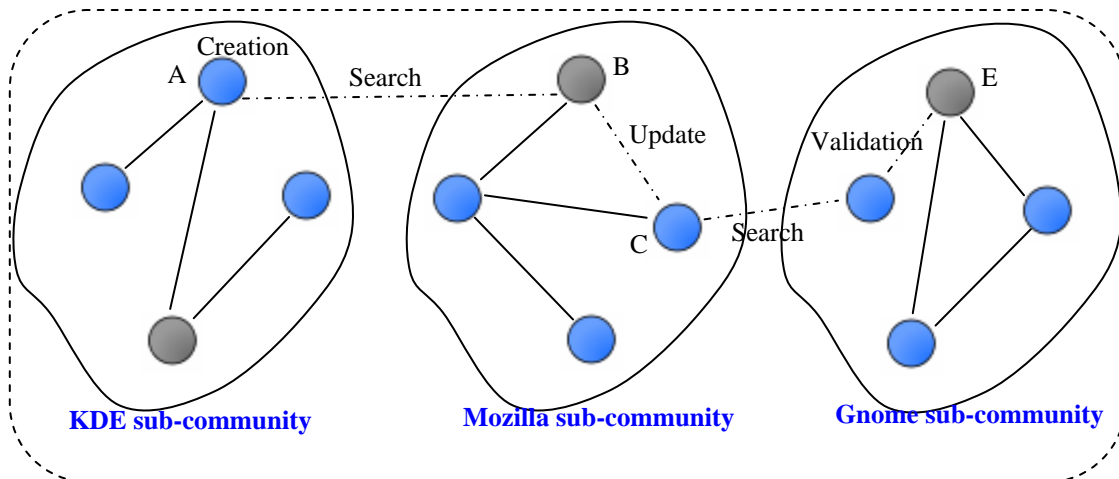 Creation
A
Search
B
Update
C
Search
Validation
E
KDE sub-community
Mozilla sub-community
Gnome sub-community